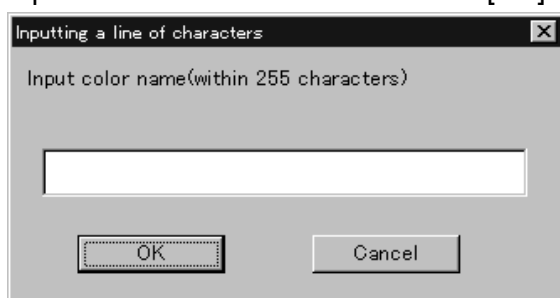 Inputting a line of characters
Input color name(within 255 characters)
OK
Cancel